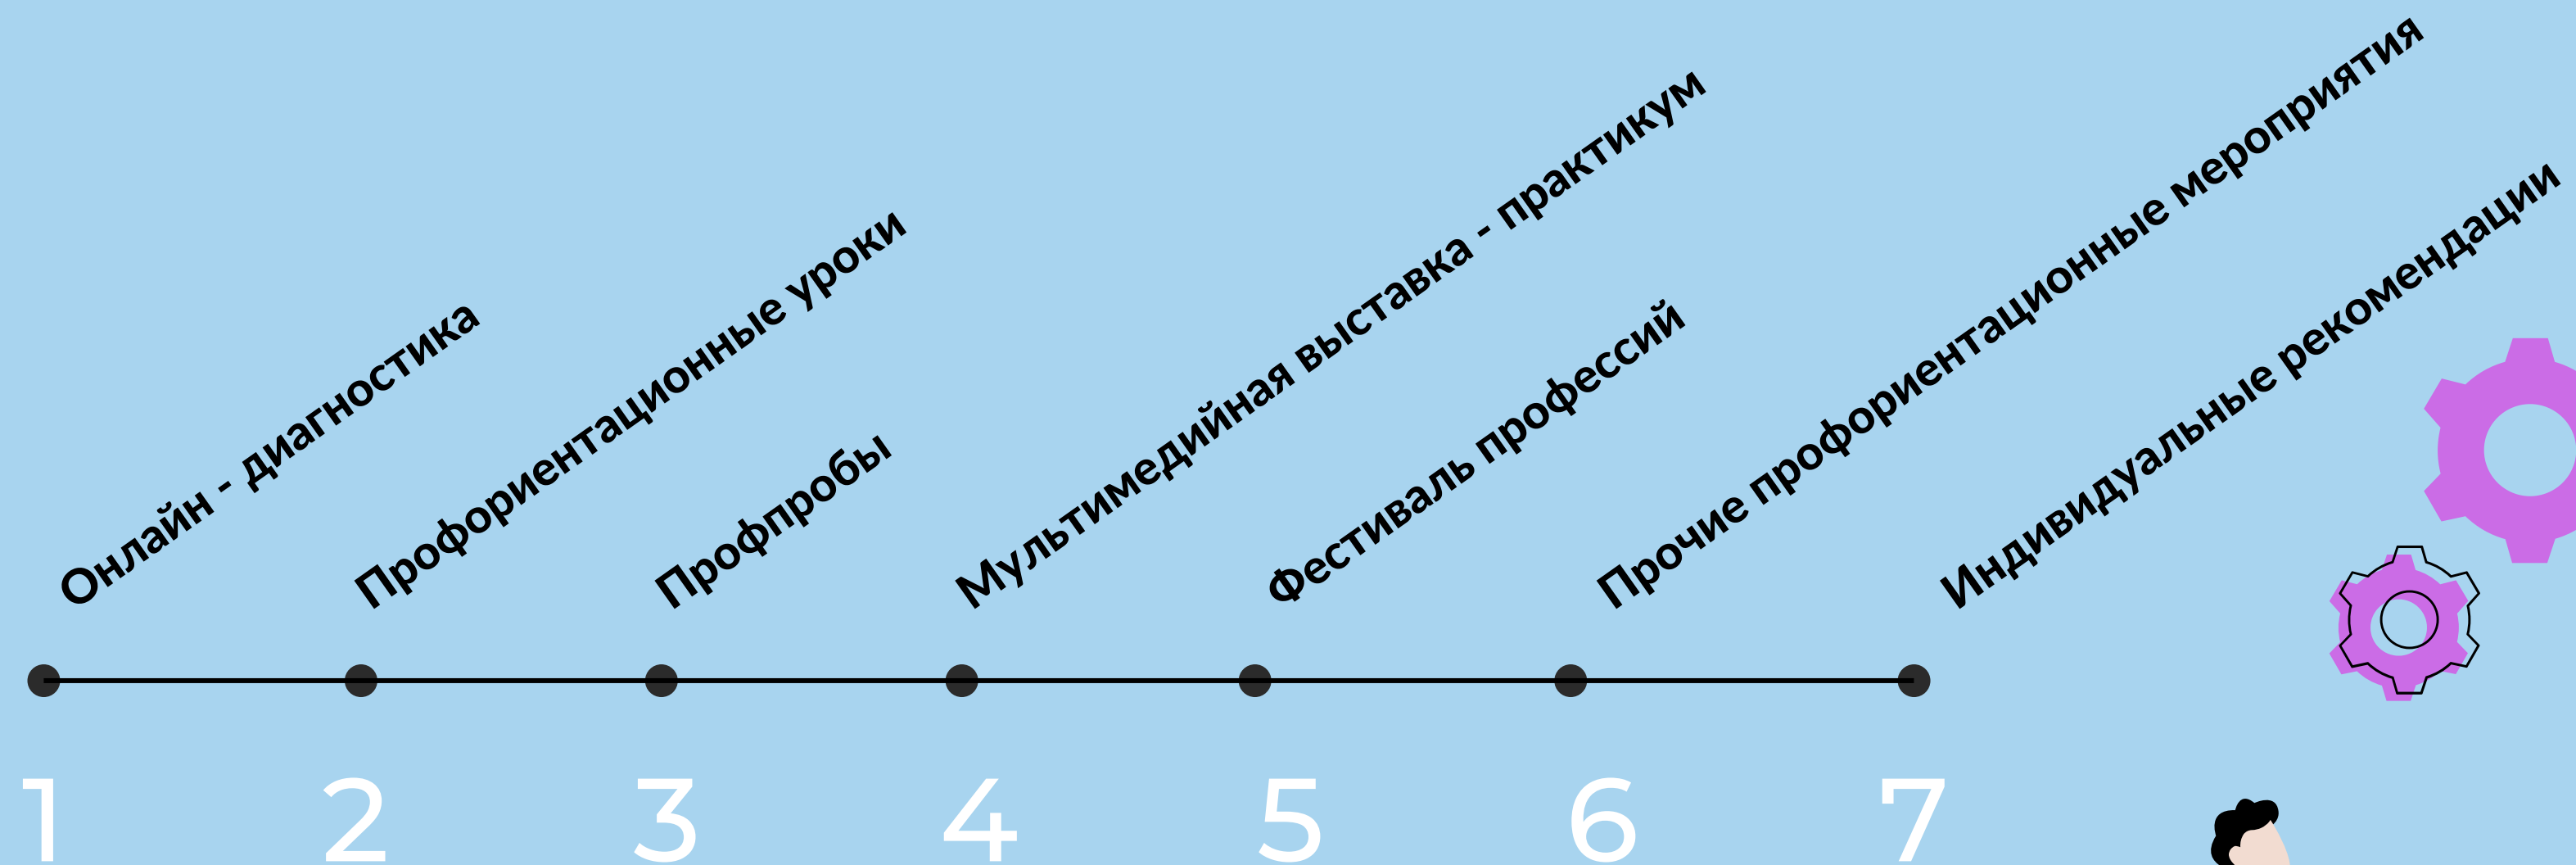 Онлайн - диагностика
Профориентационные уроки
Профпробы
Мультимедийная выставка - практикум
Фестиваль профессий
Прочие профориентационные мероприятия
Индивидуальные рекомендации
1 2 3 4 5 6 7